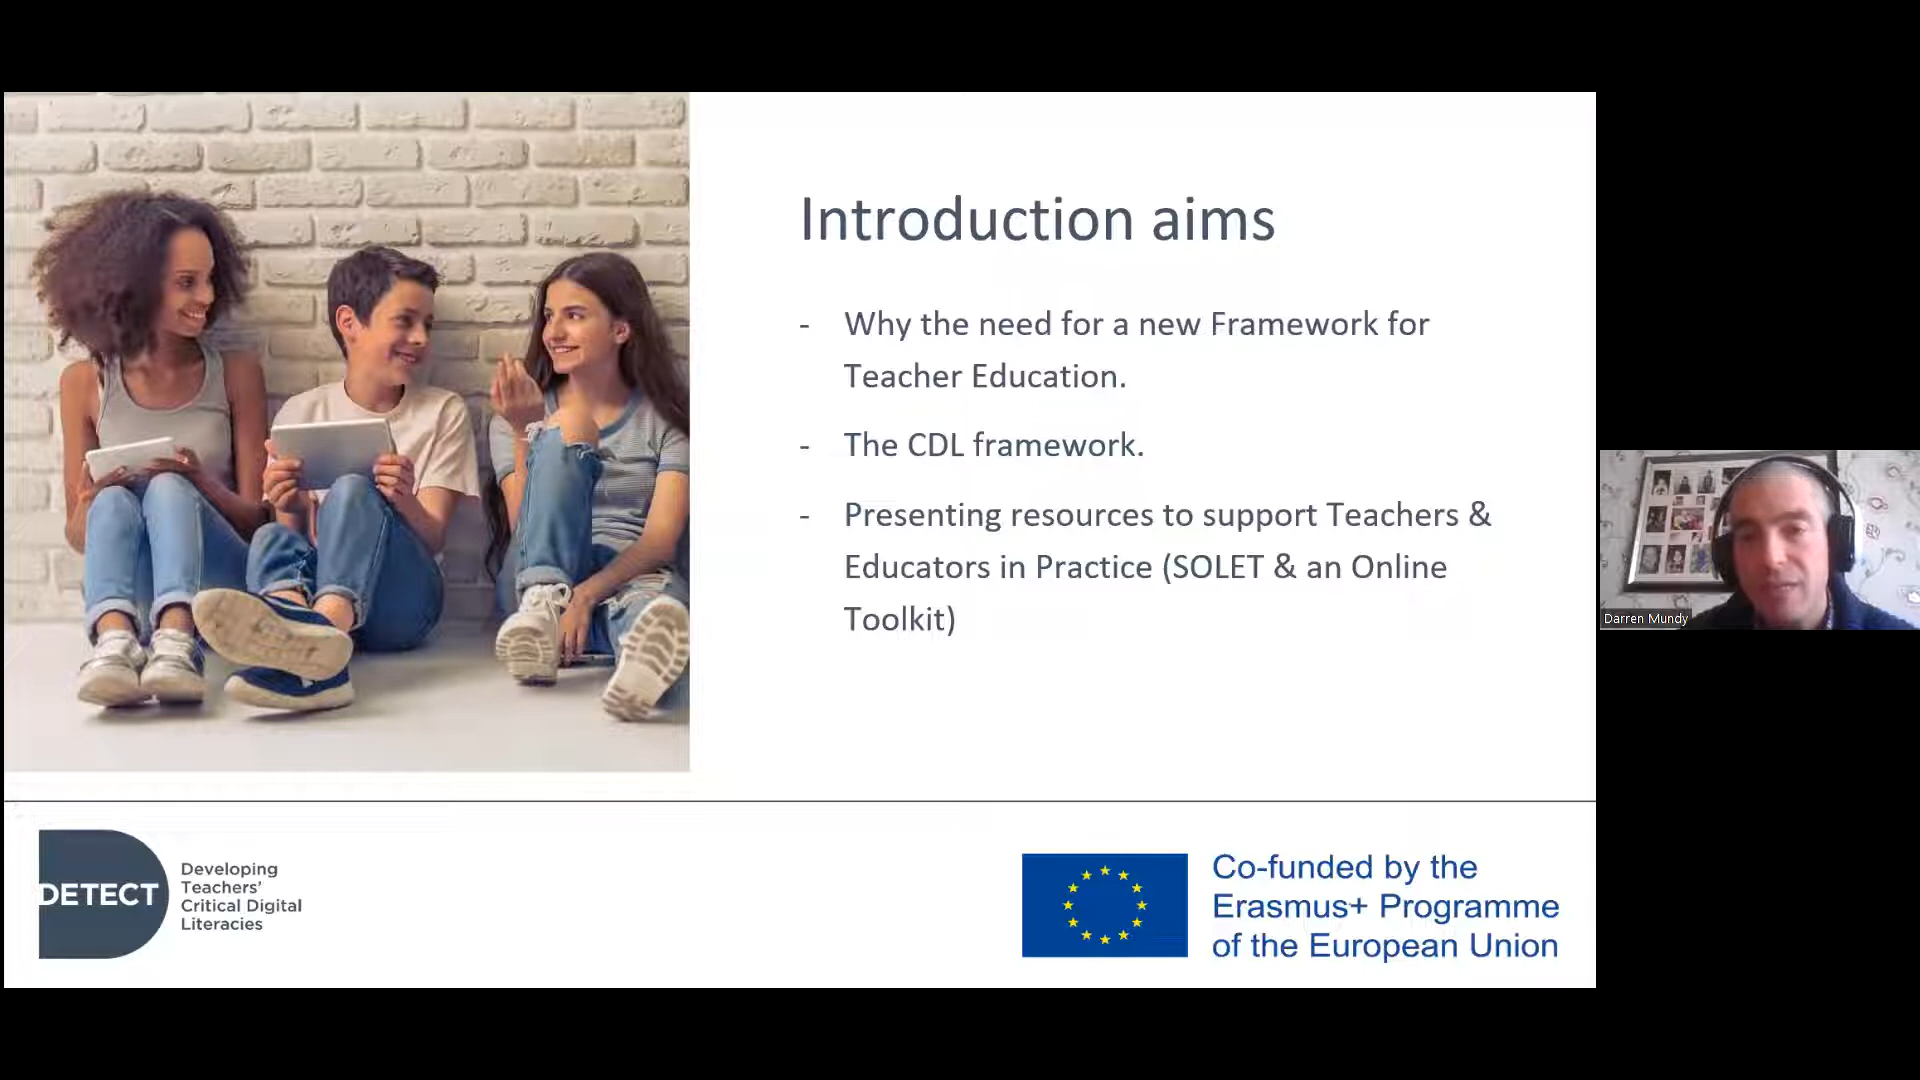 Introduction aims
- Why the need for a new Framework for
Teacher Education.
- The CDL framework.
- Presenting resources to support Teachers &
Educators in Practice (SOLET & an Online
Toolkit)
Darren Mundy
DETECT
Developing
Teachers’
Critical Digital
Literacies
Co-funded by the
Erasmus+ Programme
of the European Union